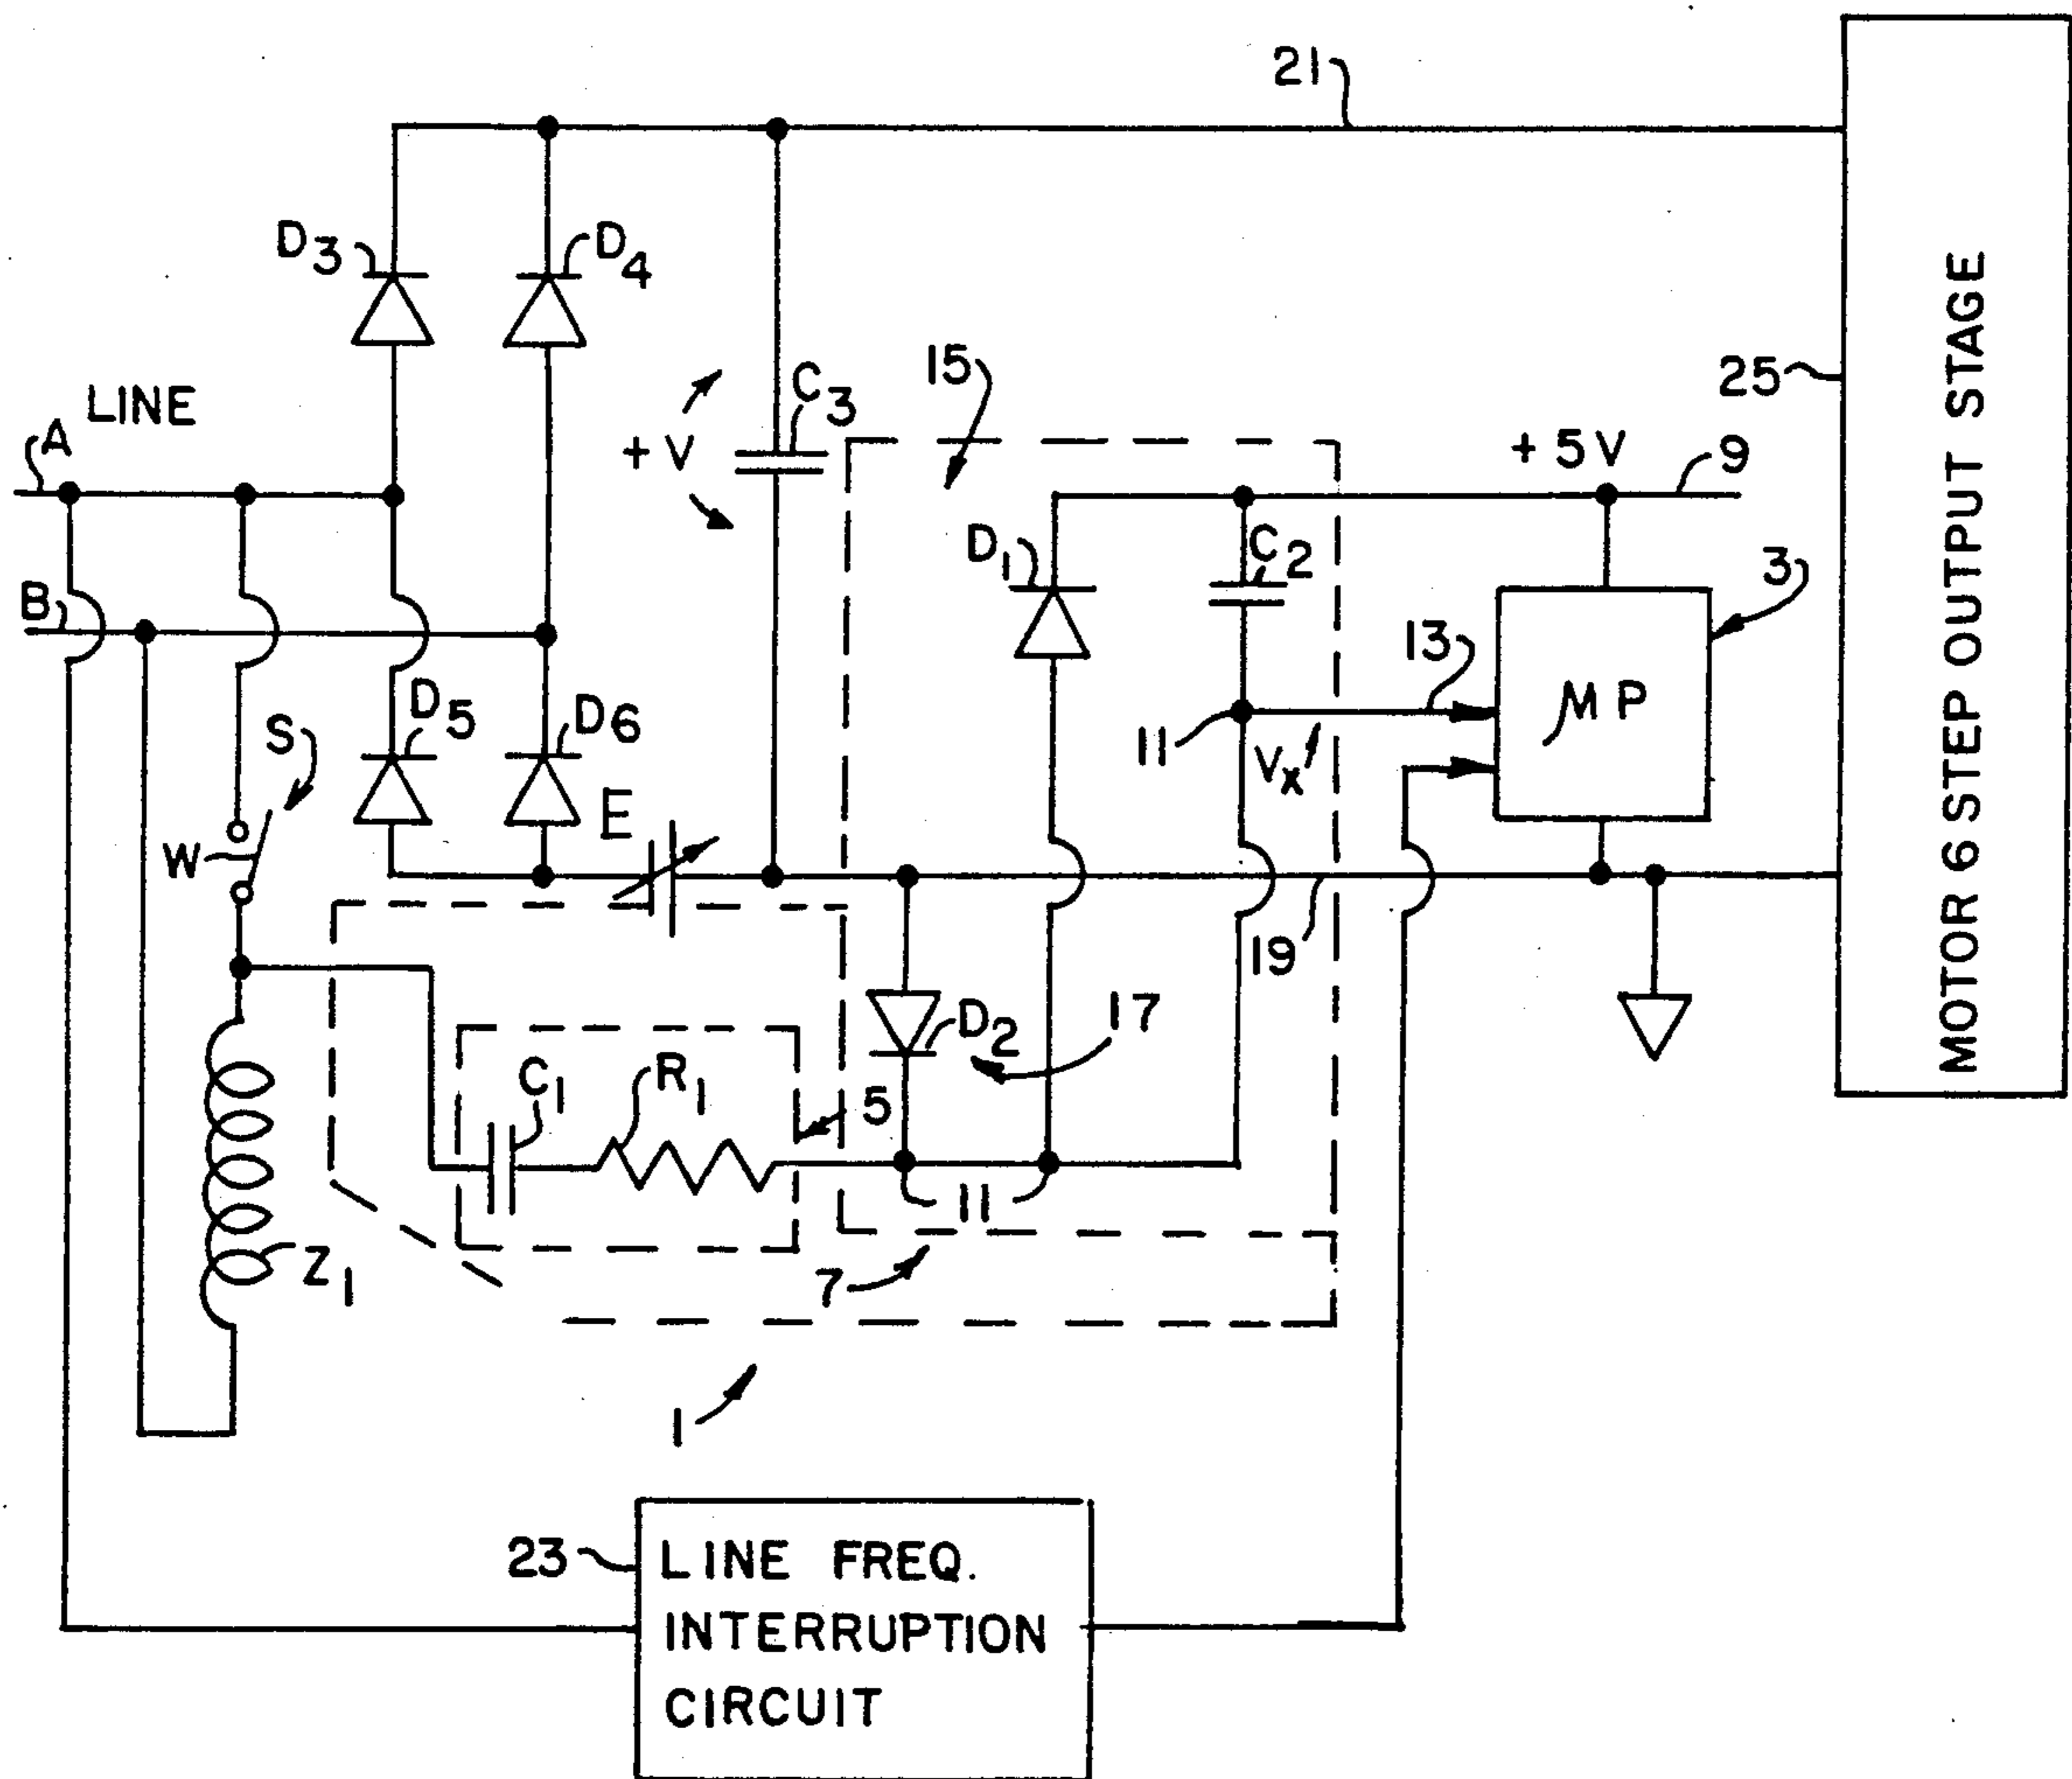 21
D3
D4
LINE
A
+ V
C3
15
25
+ 5V
9
D1
C2
3
B
13
M P
S
D5
D6
11
VX
E
W
19
D2
17
C1
R1
5
11
Z1
7
1
23
LINE FREQ.
INTERRUPTION
CIRCUIT
MOTOR 6 STEP OUTPUT STAGE